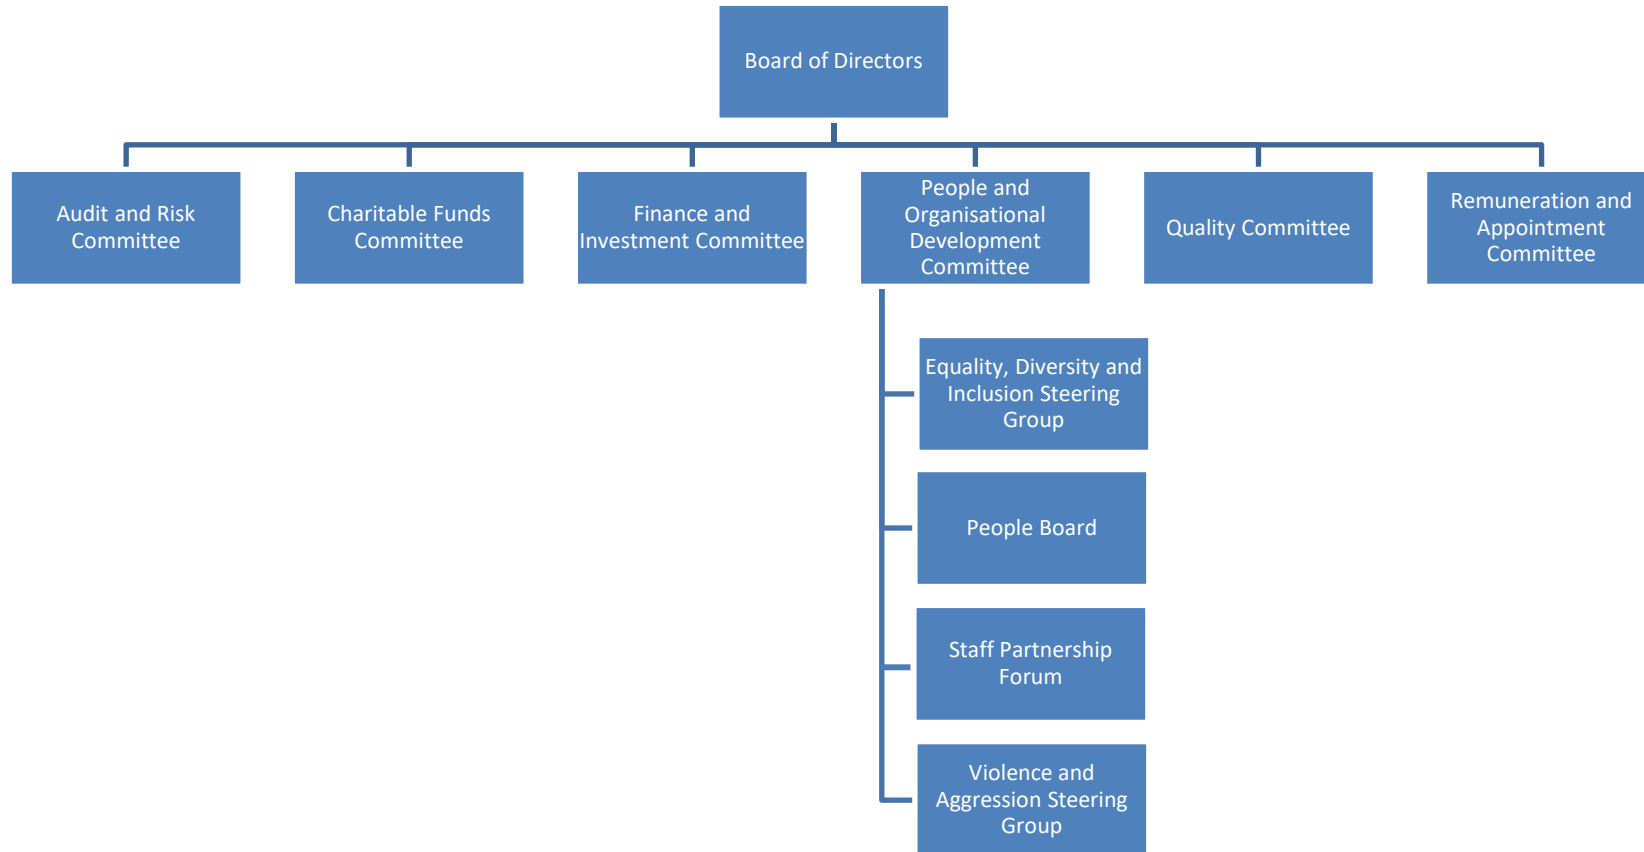 Board of Directors
Audit and Risk
Committee
Charitable Funds
Committee
Finance and
Investment Committee
People and
Organisational
Development
Committee
Quality Committee
Remuneration and
Appointment
Committee
Equality, Diversity and
Inclusion Steering
Group
People Board
Staff Partnership
Forum
Violence and
Aggression Steering
Group